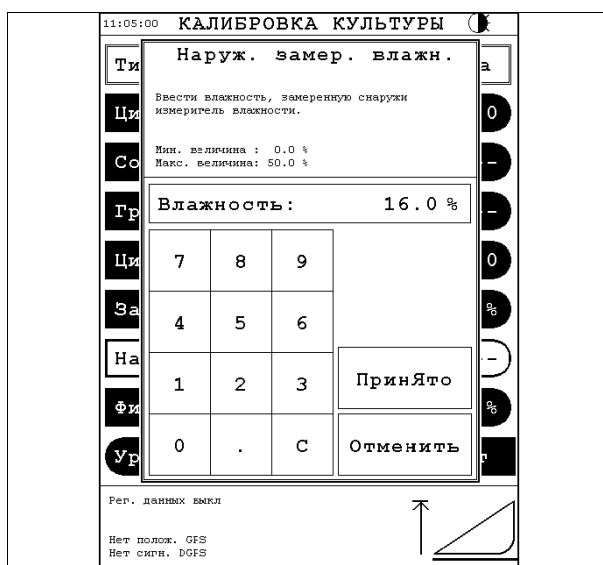 11:05:00 КАЛИБРОВКА КУЛЬТУРЫ
Наруж. замер. влажн.
Ти
а
Ввести влажность, замеренную снаружи
измеритель влажности.
Ци
0
Мин. величина : 0.0 %
Макс. величина: 50.0 %
Со
--
Влажность: 16.0 %
Гр
--
7 8 9
Ци
0
4 5 6
За
%
На
--
1 2 3 ПринЯто
Фи
%
0 . C Отменить
Ур
Рег. данных выкл
Нет полож. GPS
Нет сигн. DGPS